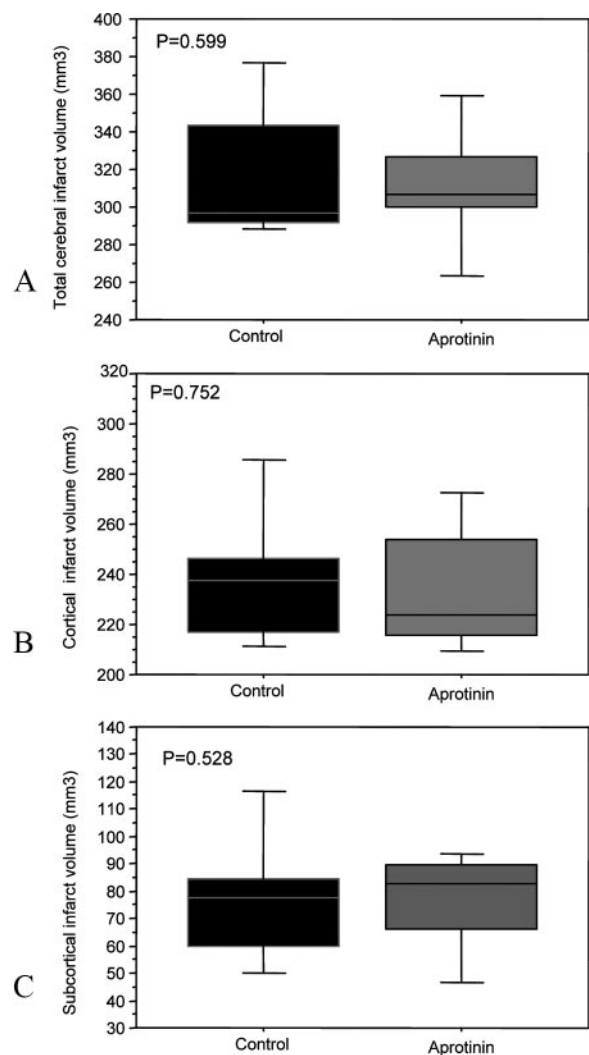 400
P=0.599
380
360
340
320
300
280
260
240
Total cerebral infarct volume (mm3)
A
Control Aprotinin
320
P=0.752
300
280
260
240
220
200
Cortical infarct volume (mm3)
B
Control Aprotinin
140
P=0.528
130
120
110
100
90
80
70
60
50
40
30
Subcortical infarct volume (mm3)
C
Control Aprotinin